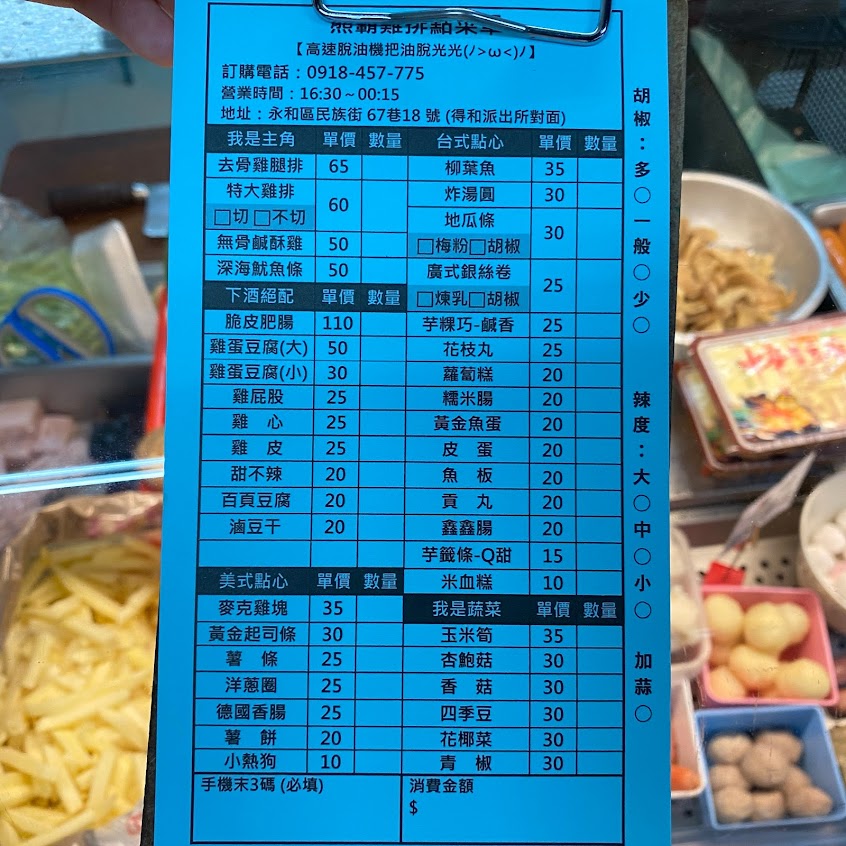 雞排點菜單
【高速脫油機把油脫光光(ﾉ>ω<)ﾉ】
訂購電話：0918-457-775
營業時間：16:30～00:15
地址：永和區民族街 67巷18 號 (得和派出所對面)
我是主角 單價 數量
去骨雞腿排 65
特大雞排 60
□切 □不切
無骨鹹酥雞 50
深海魷魚條 50
下酒絕配 單價 數量
脆皮肥腸 110
雞蛋豆腐(大) 50
雞蛋豆腐(小) 30
雞屁股 25
雞 心 25
雞 皮 25
甜不辣 20
百頁豆腐 20
滷豆干 20
美式點心 單價 數量
麥克雞塊 35
黃金起司條 30
薯 條 25
洋蔥圈 25
德國香腸 25
薯 餅 20
小熱狗 10
手機末3碼 (必填)
台式點心 單價 數量
柳葉魚 35
炸湯圓 30
地瓜條 30
□梅粉□胡椒
廣式銀絲卷 25
□煉乳□胡椒
芋粿巧-鹹香 25
花枝丸 25
蘿蔔糕 20
糯米腸 20
黃金魚蛋 20
皮 蛋 20
魚 板 20
貢 丸 20
鑫鑫腸 20
芋籤條-Q甜 15
米血糕 10
我是蔬菜 單價 數量
玉米筍 35
杏鮑菇 30
香 菇 30
四季豆 30
花椰菜 30
青 椒 30
消費金額
$
胡椒：多○一般○少○
辣度：大○中○小○
加蒜○